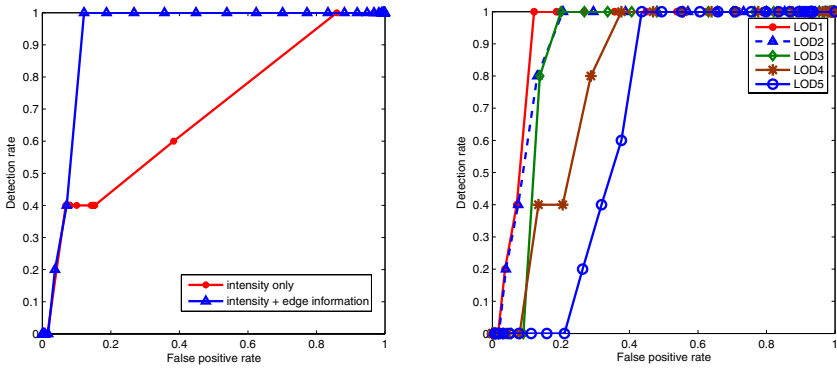 1
0.9
0.8
0.7
0.6
0.5
0.4
0.3
0.2
0.1
0
0 0.2 0.4 0.6 0.8 1
Detection rate
False positive rate
intensity only
intensity + edge information
1
0.9
0.8
0.7
0.6
0.5
0.4
0.3
0.2
0.1
0
0 0.2 0.4 0.6 0.8 1
Detection rate
False positive rate
LOD1
LOD2
LOD3
LOD4
LOD5